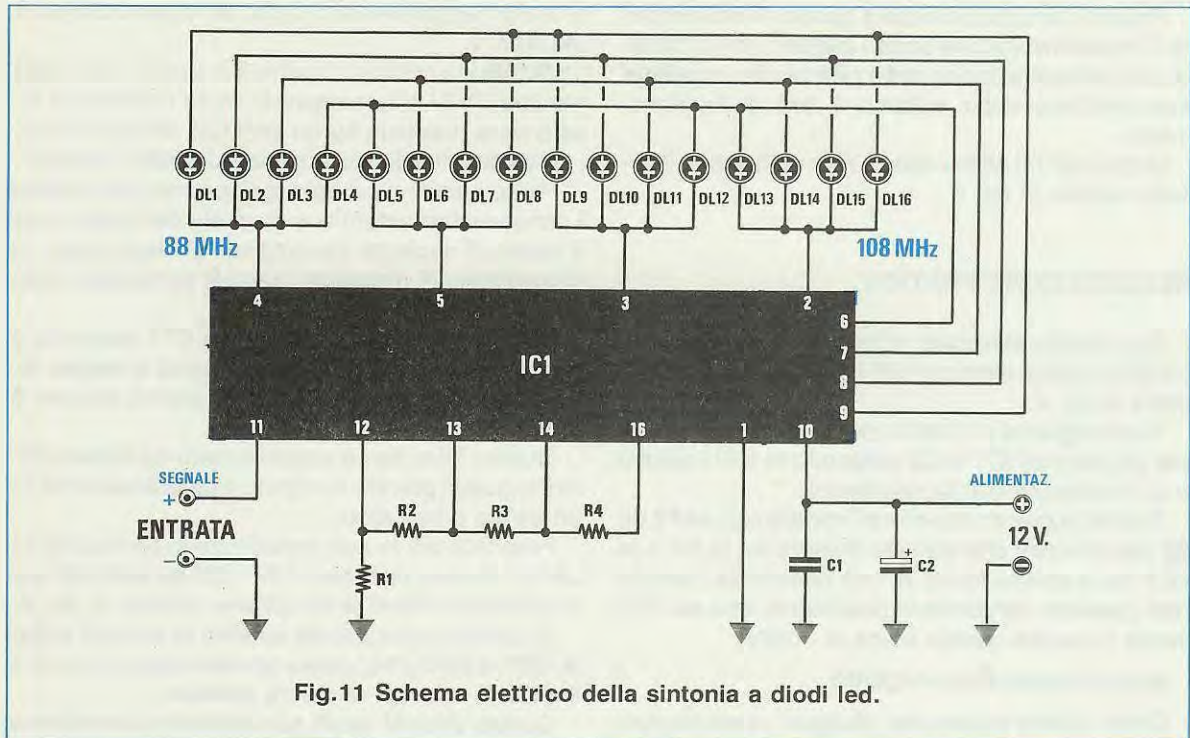 DL1 DL2 DL3 DL4 DL5 DL6 DL7 DL8 DL9 DL10 DL11 DL12 DL13 DL14 DL15 DL16
88 MHz 108 MHz
4 5 3 2
6
7
8
9
IC1
11 12 13 14 16 1 10
SEGNALE
+
ENTRATA
–
R1
R2
R3
R4
C1
+
C2
ALIMENTAZ.
+
12 V.
–
Fig.11 Schema elettrico della sintonia a diodi led.